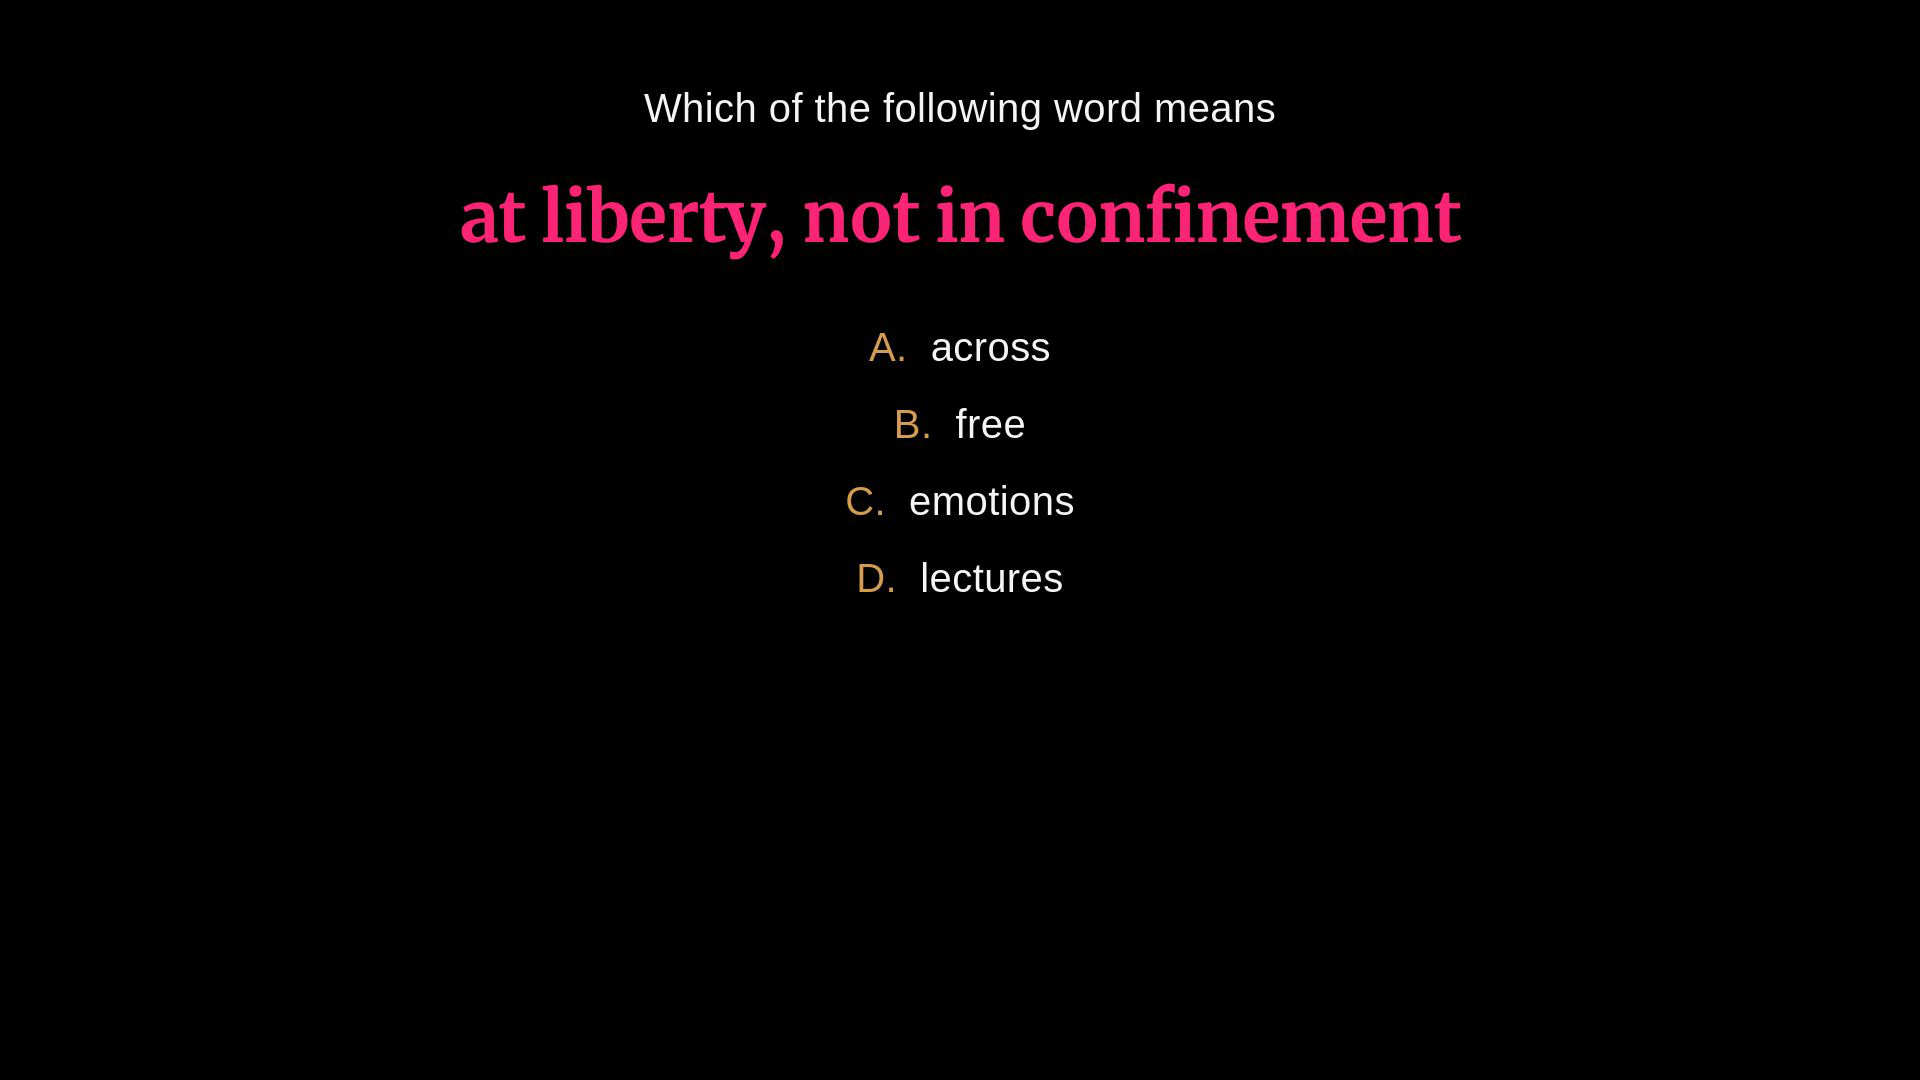 Which of the following word means
at liberty, not in confinement
A. across
B. free
C. emotions
D. lectures